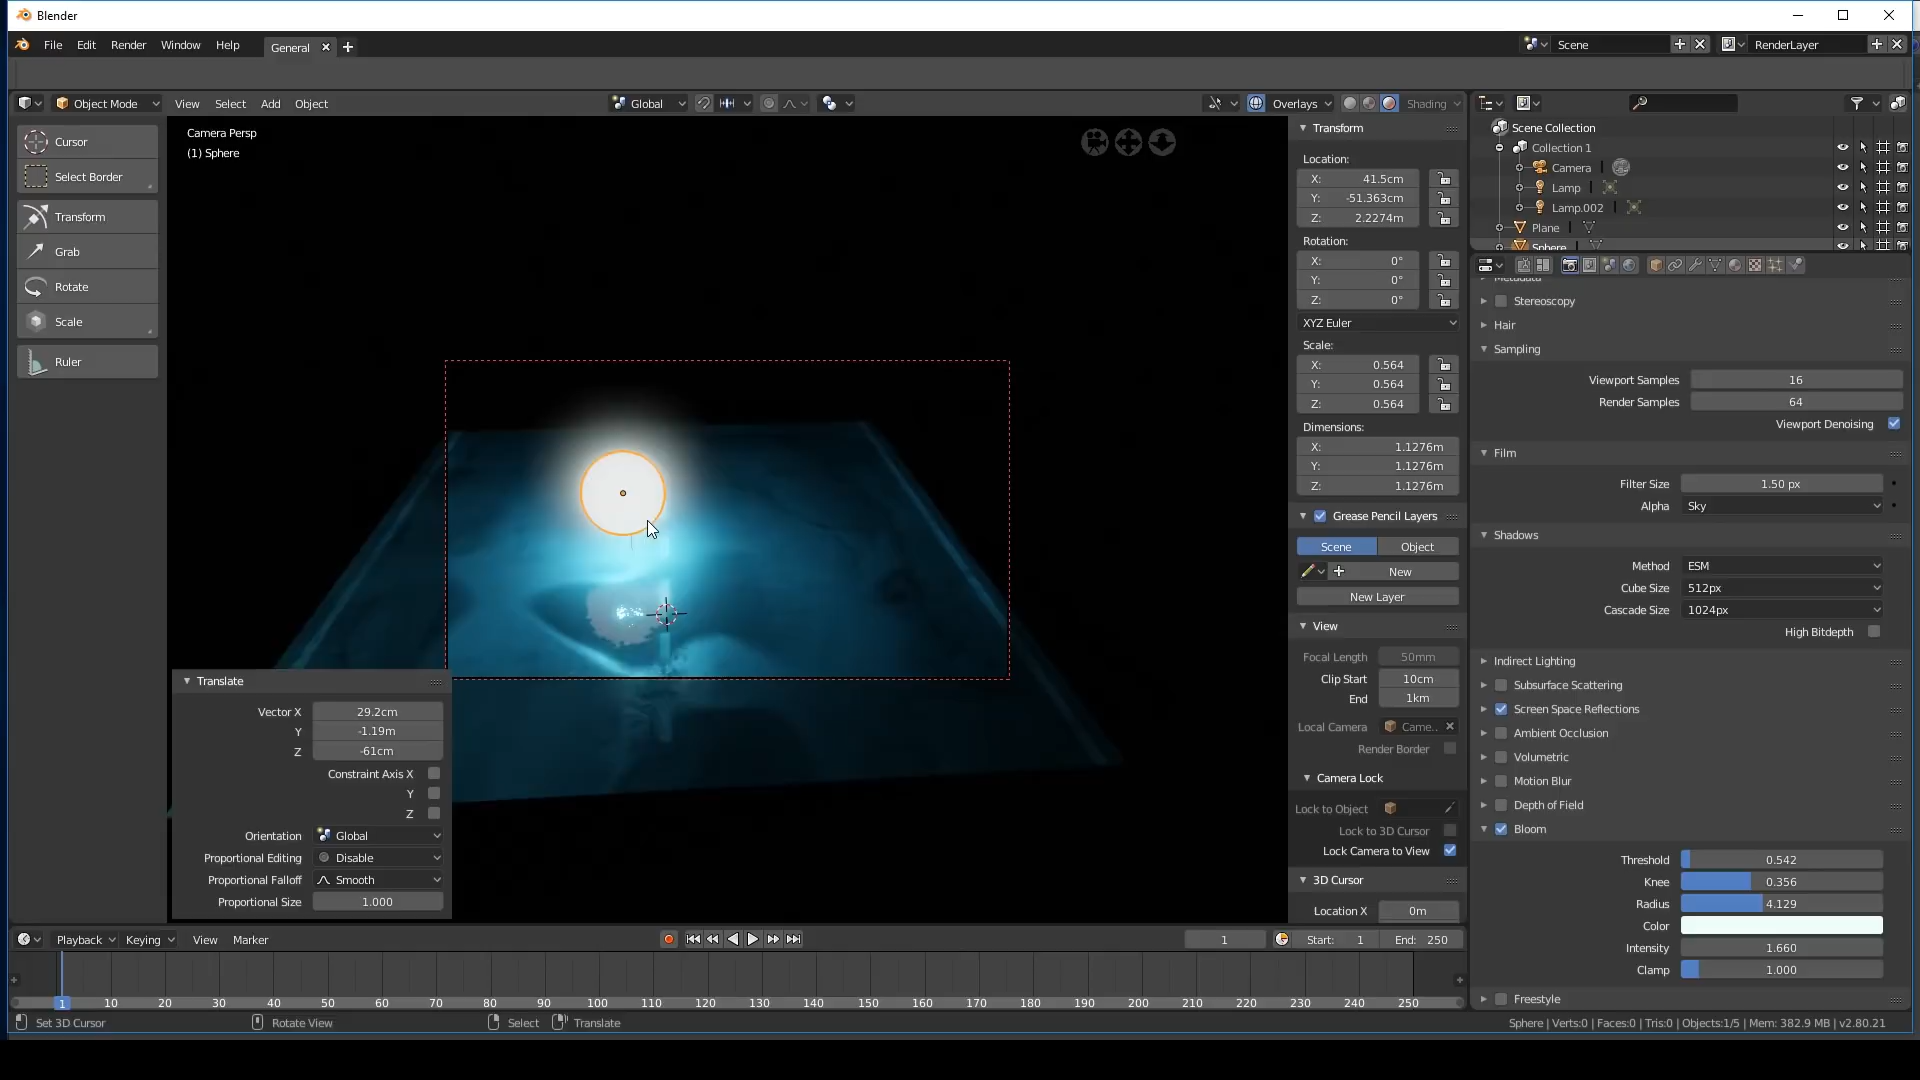 Blender
File Edit Render Window Help General Scene RenderLayer
Object Mode View Select Add Object Global Overlays Shading
Camera Persp
(1) Sphere
Cursor
Select Border
Transform
Grab
Rotate
Scale
Ruler
Translate
Vector X 29.2cm
Y -1.19m
Z -61cm
Constraint Axis X
Y
Z
Orientation Global
Proportional Editing Disable
Proportional Falloff Smooth
Proportional Size 1.000
Transform
Location:
X: 41.5cm
Y: -51.363cm
Z: 2.2274m
Rotation:
X: 0°
Y: 0°
Z: 0°
XYZ Euler
Scale:
X: 0.564
Y: 0.564
Z: 0.564
Dimensions:
X: 1.1276m
Y: 1.1276m
Z: 1.1276m
Grease Pencil Layers
Scene Object
New
New Layer
View
Focal Length 50mm
Clip Start 10cm
End 1km
Local Camera Came..
Render Border
Camera Lock
Lock to Object
Lock to 3D Cursor
Lock Camera to View
3D Cursor
Location X 0m
Scene Collection
Collection 1
Camera
Lamp
Lamp.002
Plane
Sphere
Metadata
Stereoscopy
Hair
Sampling
Viewport Samples 16
Render Samples 64
Viewport Denoising
Film
Filter Size 1.50 px
Alpha Sky
Shadows
Method ESM
Cube Size 512px
Cascade Size 1024px
High Bitdepth
Indirect Lighting
Subsurface Scattering
Screen Space Reflections
Ambient Occlusion
Volumetric
Motion Blur
Depth of Field
Bloom
Threshold 0.542
Knee 0.356
Radius 4.129
Color
Intensity 1.660
Clamp 1.000
Freestyle
Playback Keying View Marker 1 Start: 1 End: 250
1 10 20 30 40 50 60 70 80 90 100 110 120 130 140 150 160 170 180 190 200 210 220 230 240 250
Set 3D Cursor Rotate View Select Translate Sphere | Verts:0 | Faces:0 | Tris:0 | Objects:1/5 | Mem: 382.9 MB | v2.80.21